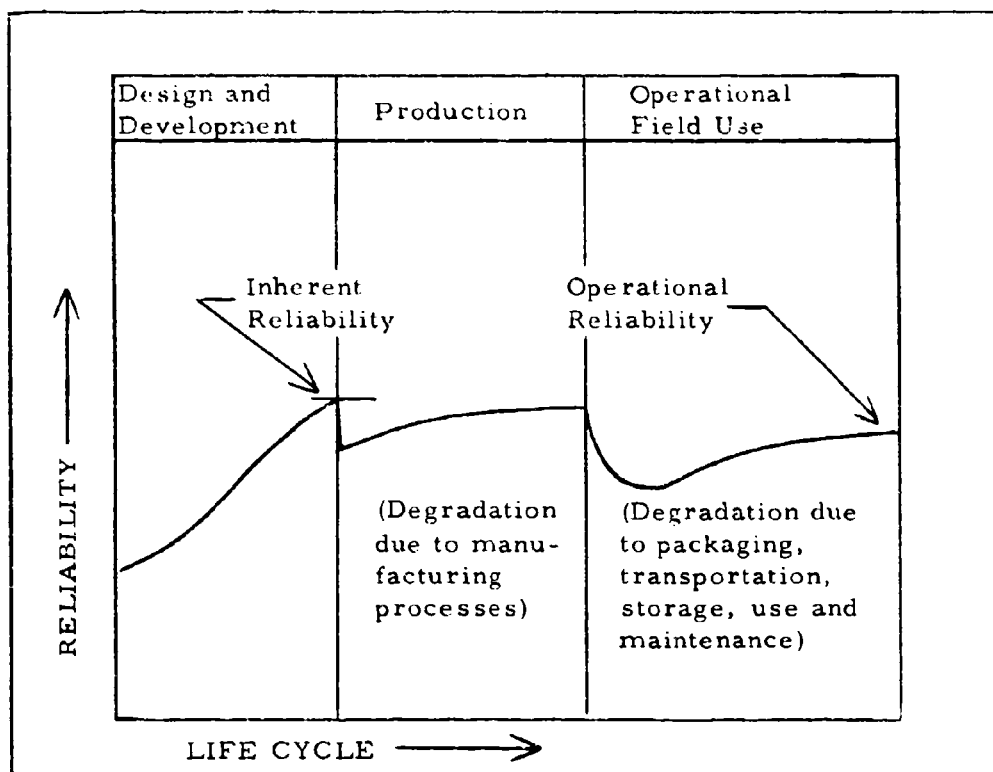 Design and
Development
Production
Operational
Field Use
Inherent
Reliability
Operational
Reliability
RELIABILITY
(Degradation
due to manu-
facturing
processes)
(Degradation due
to packaging,
transportation,
storage, use and
maintenance)
LIFE CYCLE